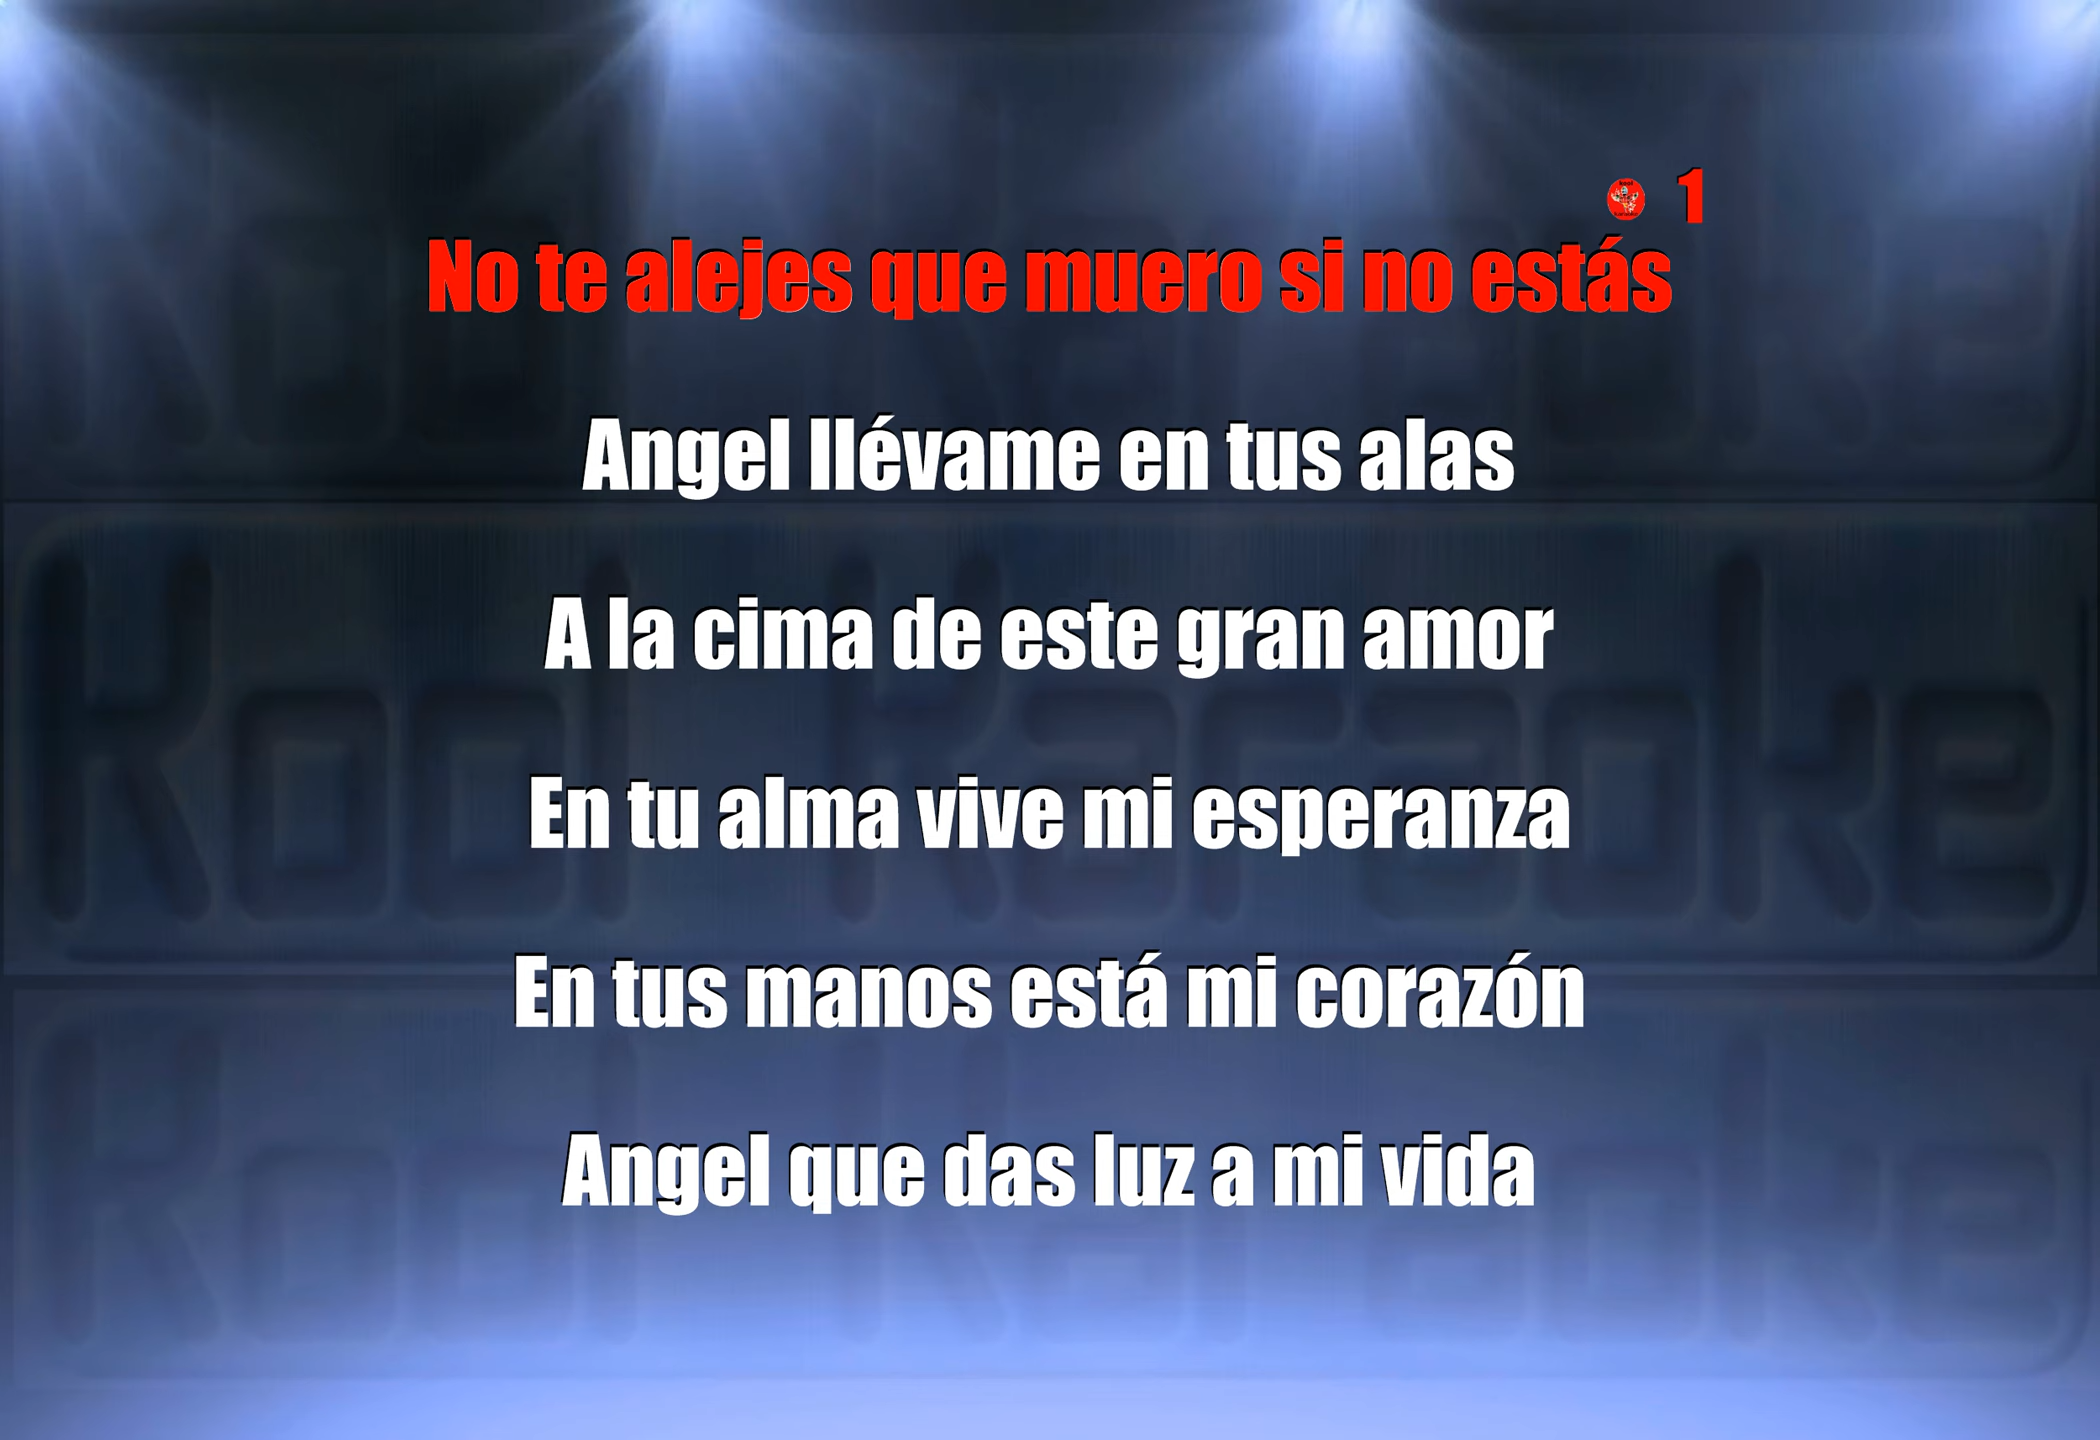 1
No te alejes que muero si no estás
Angel llévame en tus alas
A la cima de este gran amor
En tu alma vive mi esperanza
En tus manos está mi corazón
Angel que das luz a mi vida
Kool Karaoke